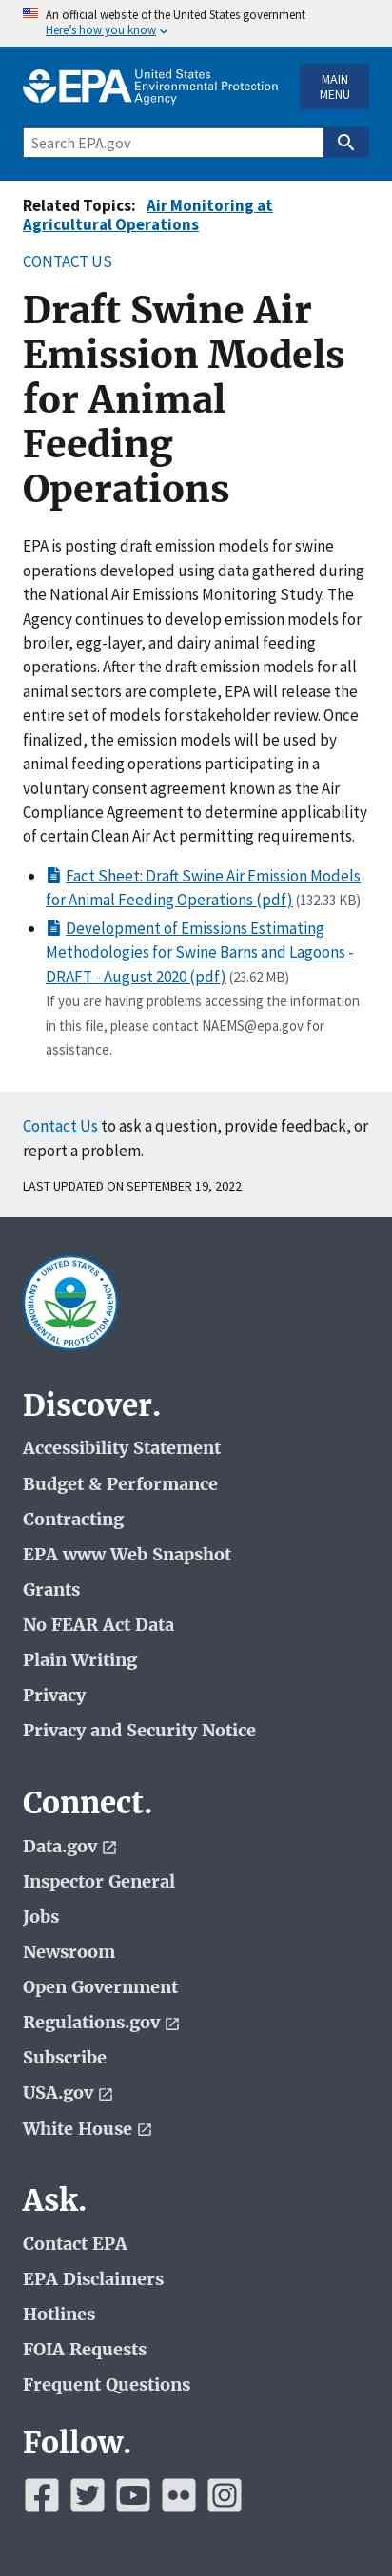 An official website of the United States government
Here's how you know
EPA United States
Environmental Protection
Agency
MAIN
MENU
Search EPA.gov
Related Topics: Air Monitoring at
Agricultural Operations
CONTACT US
Draft Swine Air
Emission Models
for Animal
Feeding
Operations
EPA is posting draft emission models for swine
operations developed using data gathered during
the National Air Emissions Monitoring Study. The
Agency continues to develop emission models for
broiler, egg-layer, and dairy animal feeding
operations. After draft emission models for all
animal sectors are complete, EPA will release the
entire set of models for stakeholder review. Once
finalized, the emission models will be used by
animal feeding operations participating in a
voluntary consent agreement known as the Air
Compliance Agreement to determine applicability
of certain Clean Air Act permitting requirements.
Fact Sheet: Draft Swine Air Emission Models
for Animal Feeding Operations (pdf) (132.33 KB)
Development of Emissions Estimating
Methodologies for Swine Barns and Lagoons -
DRAFT - August 2020 (pdf) (23.62 MB)
If you are having problems accessing the information
in this file, please contact NAEMS@epa.gov for
assistance.
Contact Us to ask a question, provide feedback, or
report a problem.
LAST UPDATED ON SEPTEMBER 19, 2022
UNITED STATES
ENVIRONMENTAL PROTECTION AGENCY
Discover.
Accessibility Statement
Budget & Performance
Contracting
EPA www Web Snapshot
Grants
No FEAR Act Data
Plain Writing
Privacy
Privacy and Security Notice
Connect.
Data.gov
Inspector General
Jobs
Newsroom
Open Government
Regulations.gov
Subscribe
USA.gov
White House
Ask.
Contact EPA
EPA Disclaimers
Hotlines
FOIA Requests
Frequent Questions
Follow.